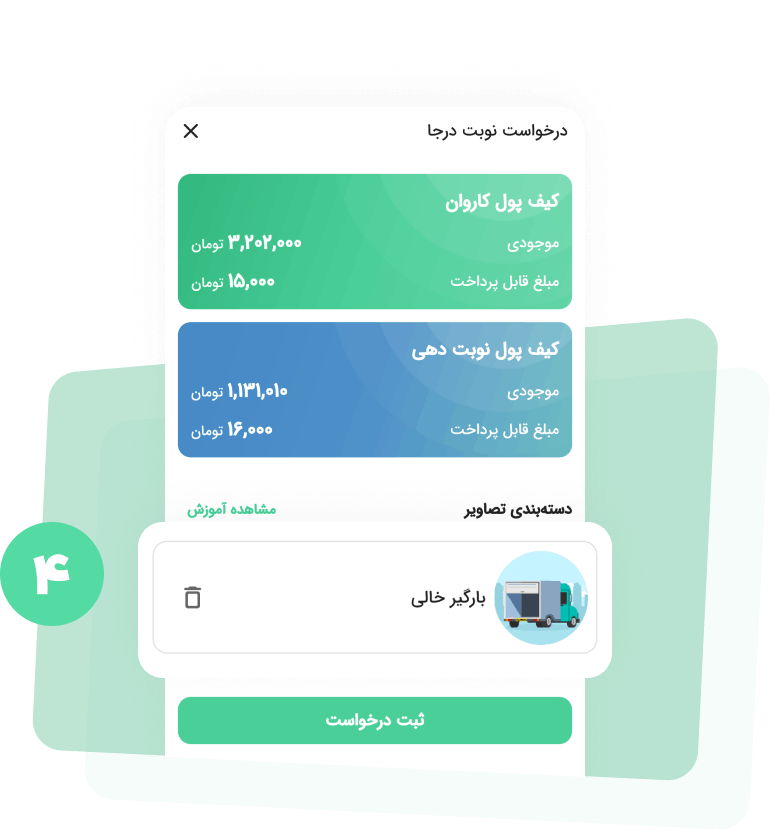 درخواست نوبت درجا
کیف پول کاروان
موجودی ۳,۲۰۲,۰۰۰ تومان
مبلغ قابل پرداخت ۱۵,۰۰۰ تومان
کیف پول نوبت دهی
موجودی ۱,۱۳۱,۰۱۰ تومان
مبلغ قابل پرداخت ۱۶,۰۰۰ تومان
دسته‌بندی تصاویر مشاهده آموزش
بارگیر خالی
۴
ثبت درخواست